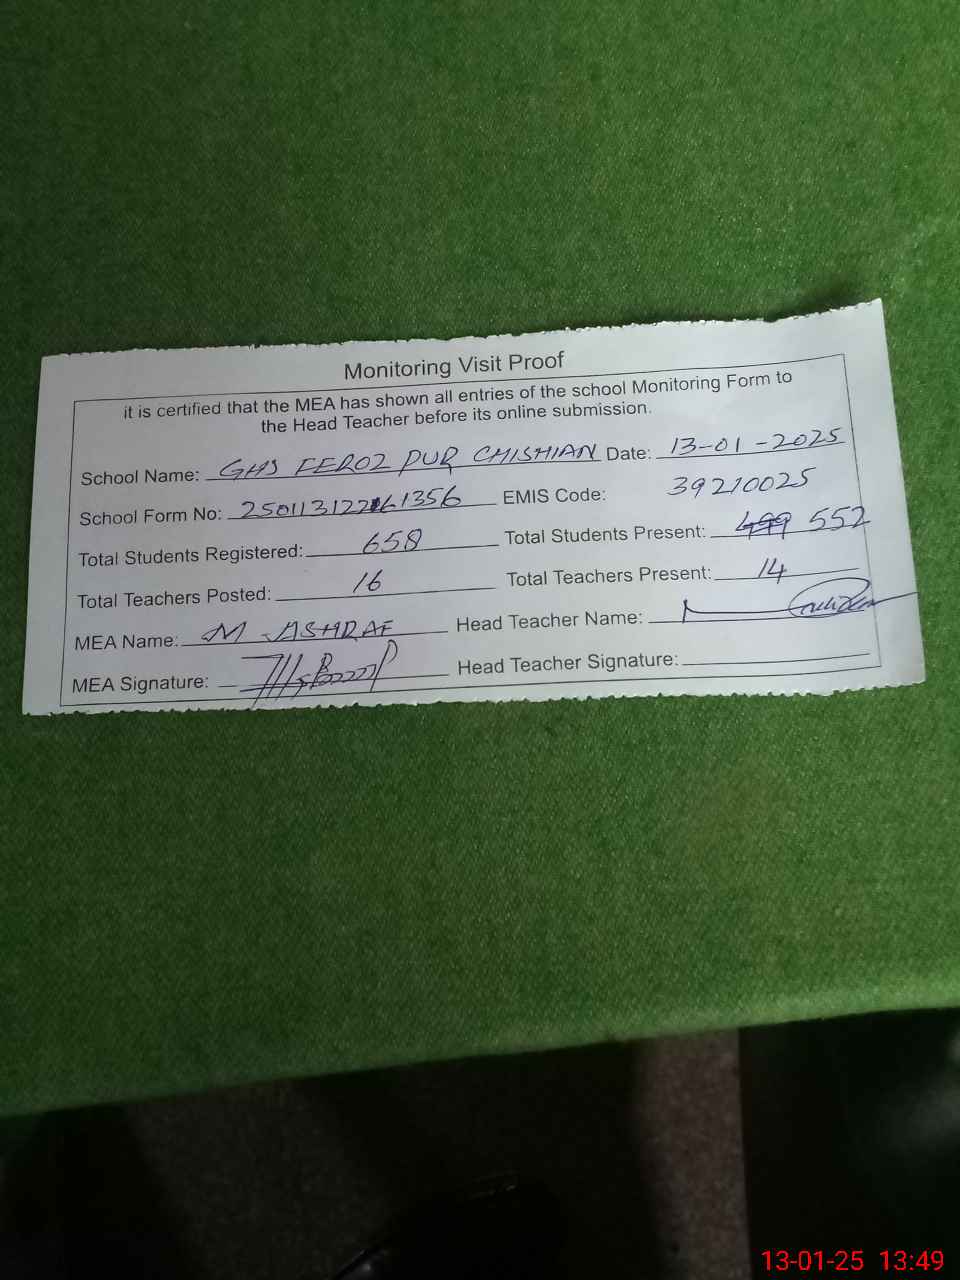 Monitoring Visit Proof
it is certified that the MEA has shown all entries of the school Monitoring Form to
the Head Teacher before its online submission.
School Name: GHS FEROZ PUR CHISHIAN Date: 13-01-2025
School Form No: EMIS Code: 39210025
Total Students Registered: 658 Total Students Present: 499 552
Total Teachers Posted: 16 Total Teachers Present: 14
MEA Name: M ASHRAF Head Teacher Name:
MEA Signature: Head Teacher Signature:
13-01-25 13:49